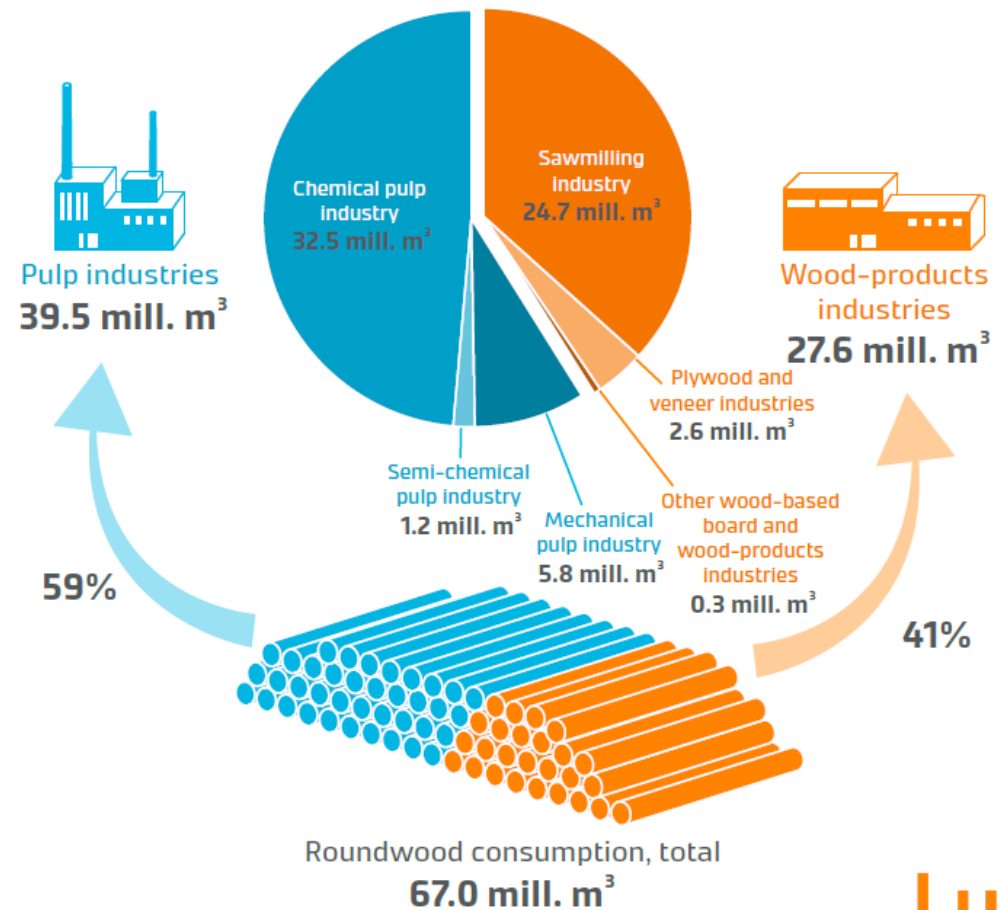 Chemical pulp
industry
32.5 mill. m³
Sawmilling
industry
24.7 mill. m³
Pulp industries
39.5 mill. m³
Wood-products
industries
27.6 mill. m³
Plywood and
veneer industries
2.6 mill. m³
Semi-chemical
pulp industry
1.2 mill. m³
Mechanical
pulp industry
5.8 mill. m³
Other wood-based
board and
wood-products
industries
0.3 mill. m³
59%
41%
Roundwood consumption, total
67.0 mill. m³